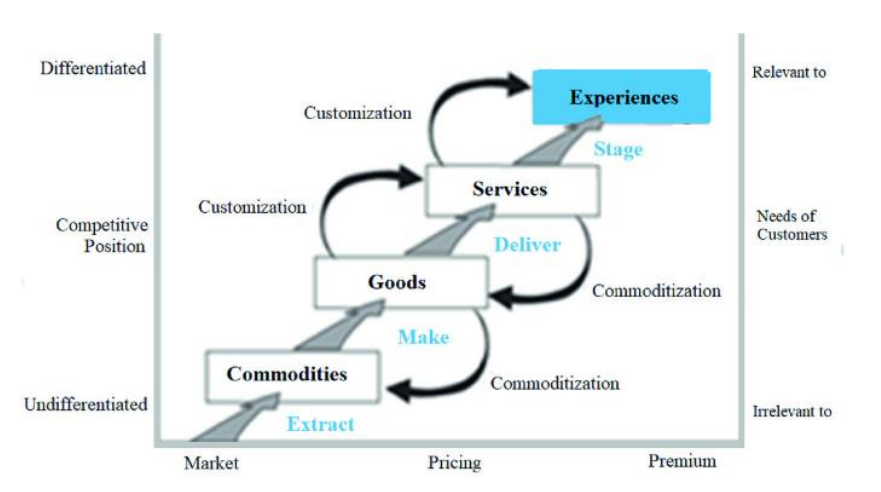 Differentiated
Relevant to
Experiences
Customization
Stage
Services
Customization
Competitive
Position
Needs of
Customers
Deliver
Goods
Commoditization
Make
Commodities
Commoditization
Undifferentiated
Irrelevant to
Extract
Market
Pricing
Premium